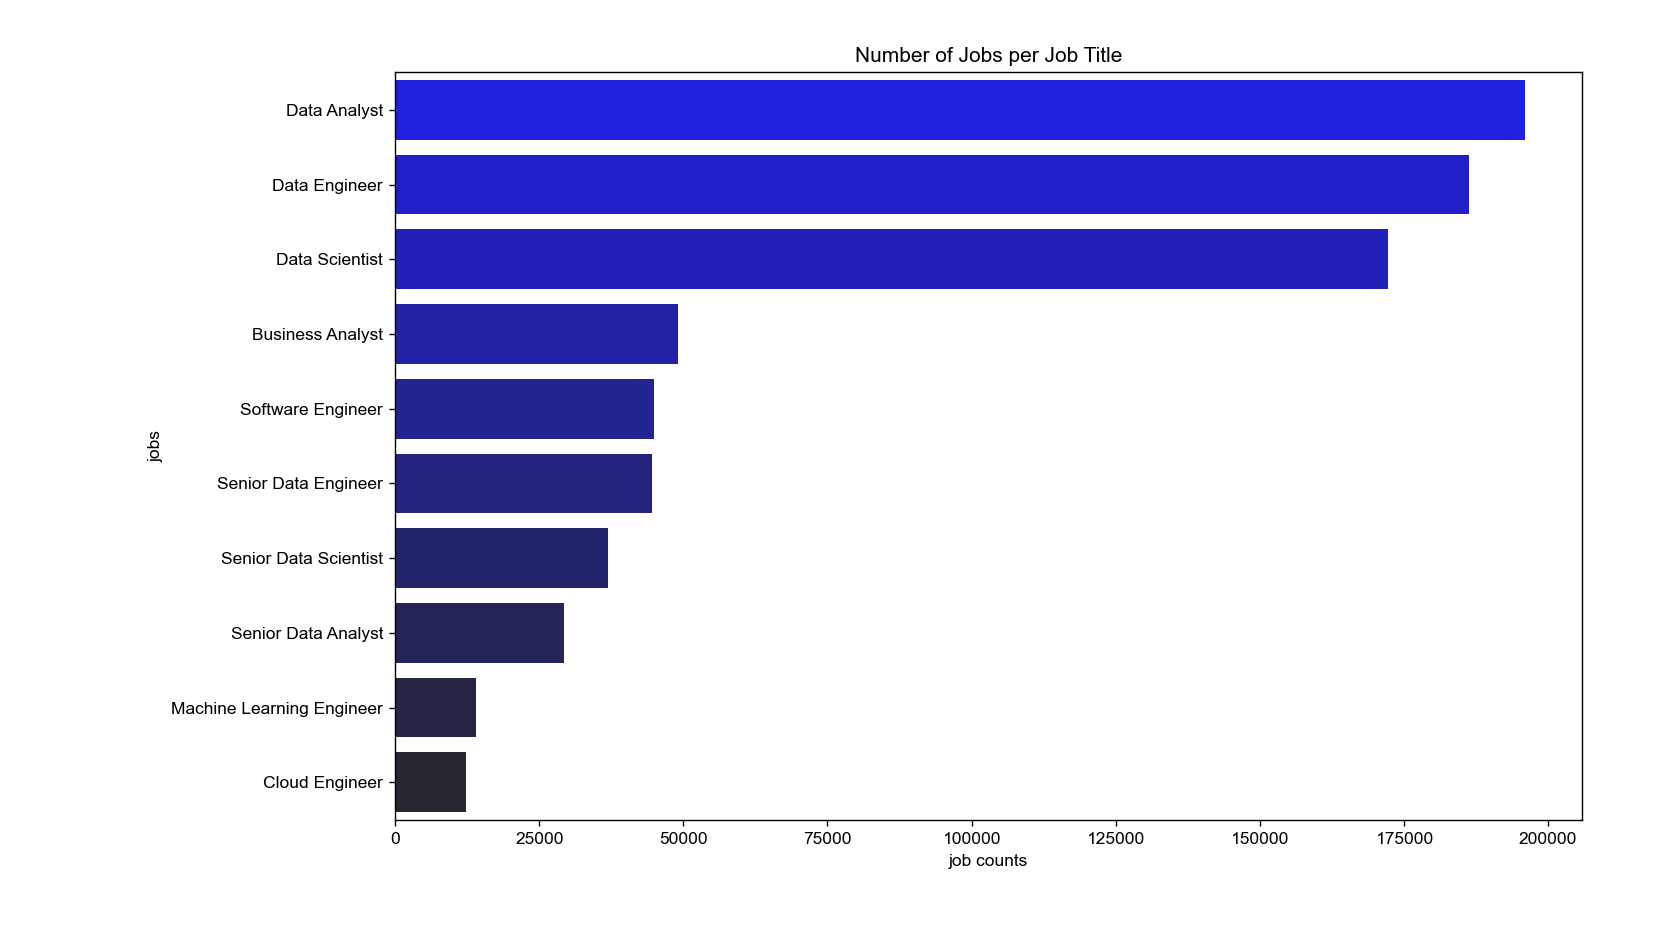 Number of Jobs per Job Title
jobs
Data Analyst
Data Engineer
Data Scientist
Business Analyst
Software Engineer
Senior Data Engineer
Senior Data Scientist
Senior Data Analyst
Machine Learning Engineer
Cloud Engineer
0 25000 50000 75000 100000 125000 150000 175000 200000
job counts